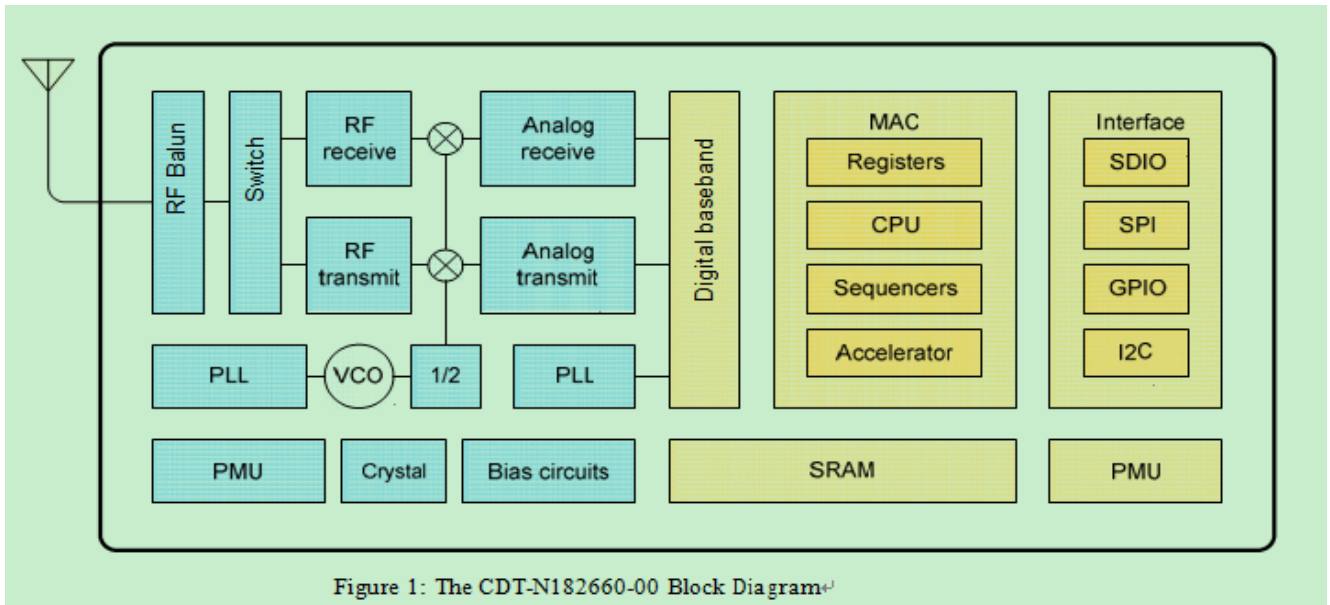 RF Balun
Switch
RF
receive
Analog
receive
RF
transmit
Analog
transmit
Digital baseband
MAC
Registers
CPU
Sequencers
Accelerator
Interface
SDIO
SPI
GPIO
I2C
PLL
VCO
1/2
PLL
PMU
Crystal
Bias circuits
SRAM
PMU
Figure 1: The CDT-N182660-00 Block Diagram↵